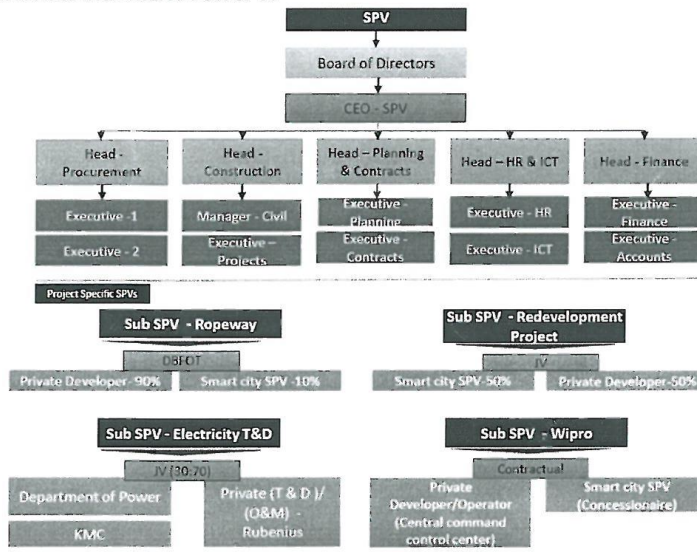 SPV
Board of Directors
CEO - SPV
Head -
Procurement
Head -
Construction
Head – Planning
& Contracts
Head – HR & ICT
Head - Finance
Executive -1
Manager - Civil
Executive -
Planning
Executive - HR
Executive -
Finance
Executive - 2
Executive –
Projects
Executive -
Contracts
Executive - ICT
Executive -
Accounts
Project Specific SPVs
Sub SPV - Ropeway
DBFOT
Private Developer-90%
Smart city SPV -10%
Sub SPV - Redevelopment
Project
JV
Smart city SPV-50%
Private Developer-50%
Sub SPV - Electricity T&D
JV (30:70)
Department of Power
KMC
Private (T & D )/
(O&M) -
Rubenius
Sub SPV - Wipro
Contractual
Private
Developer/Operator
(Central command
control center)
Smart city SPV
(Concessionaire)